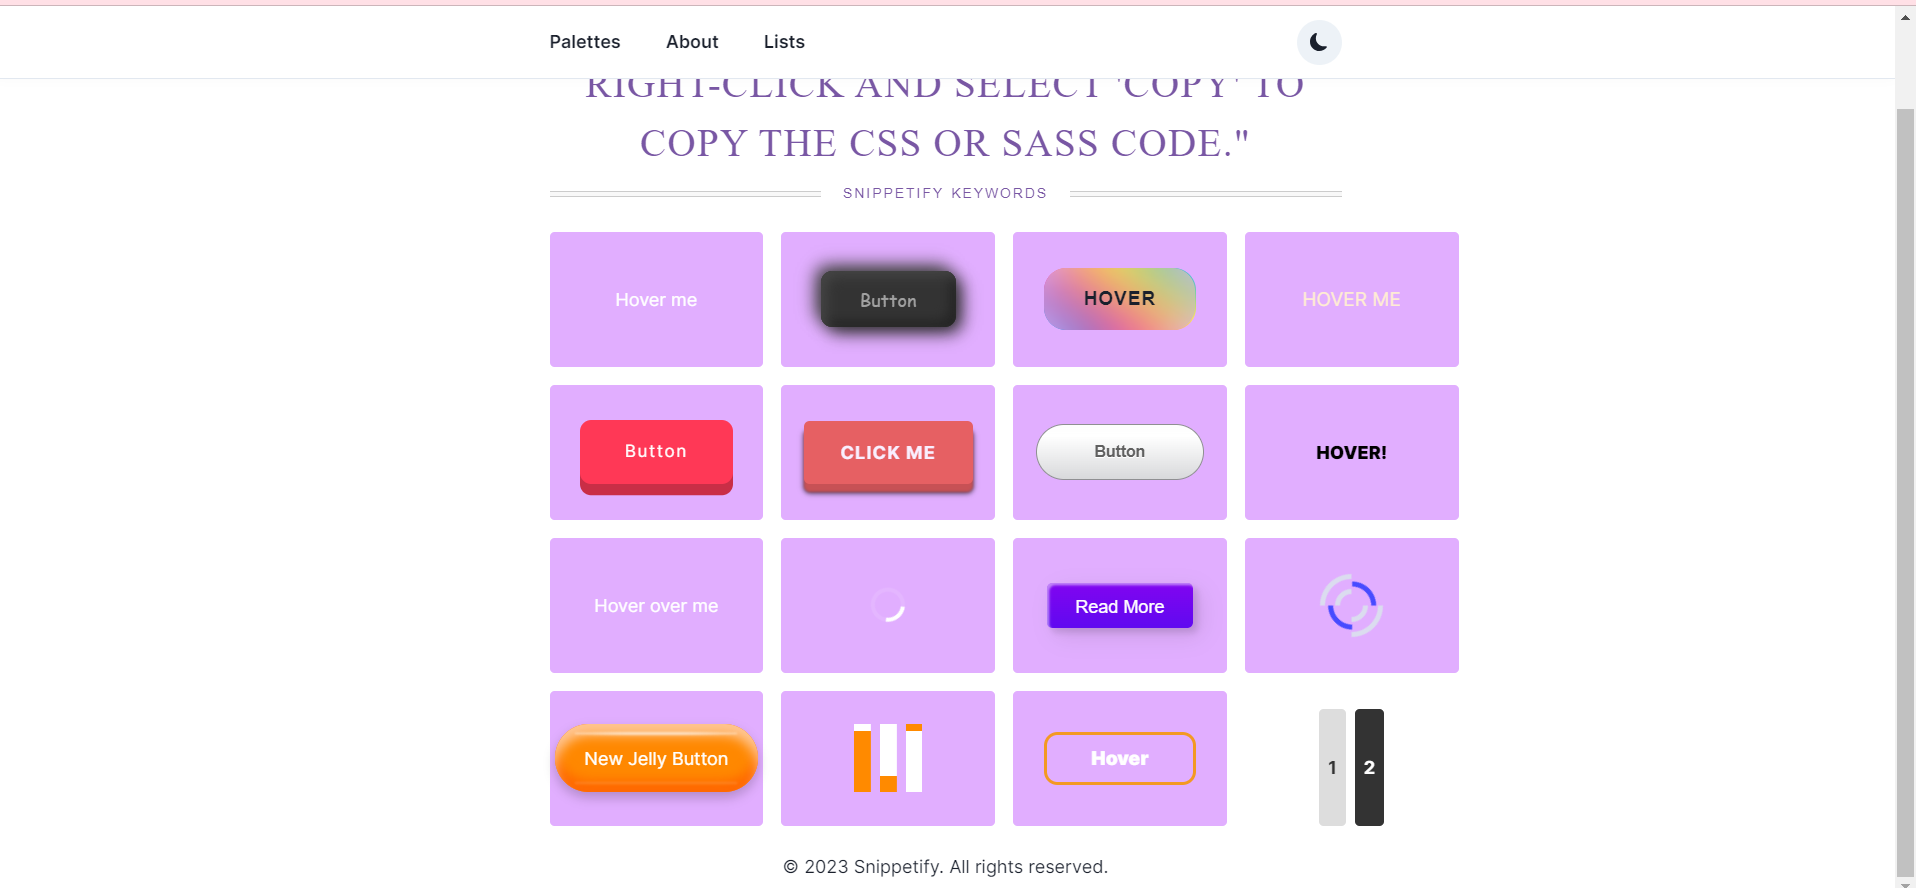 Palettes About Lists
RIGHT-CLICK AND SELECT 'COPY' TO
COPY THE CSS OR SASS CODE."
SNIPPETIFY KEYWORDS
Hover me
Button
HOVER
HOVER ME
Button
CLICK ME
Button
HOVER!
Hover over me
Read More
New Jelly Button
Hover
1
2
© 2023 Snippetify. All rights reserved.